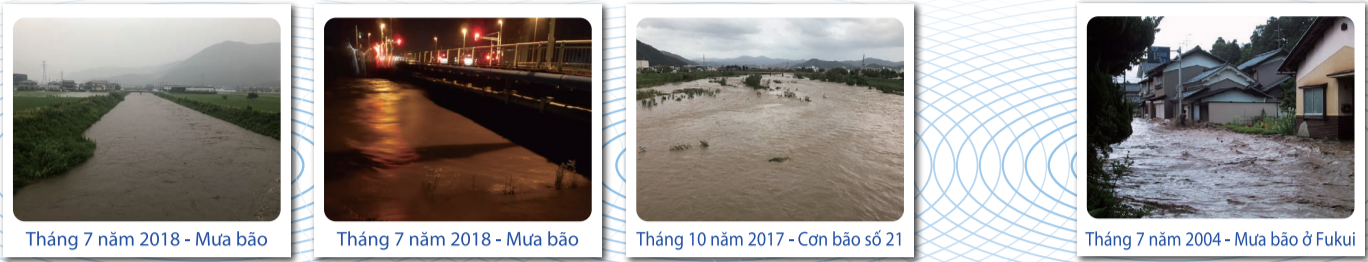 Tháng 7 năm 2018 - Mưa bão
Tháng 7 năm 2018 - Mưa bão
Tháng 10 năm 2017 - Cơn bão số 21
Tháng 7 năm 2004 - Mưa bão ở Fukui